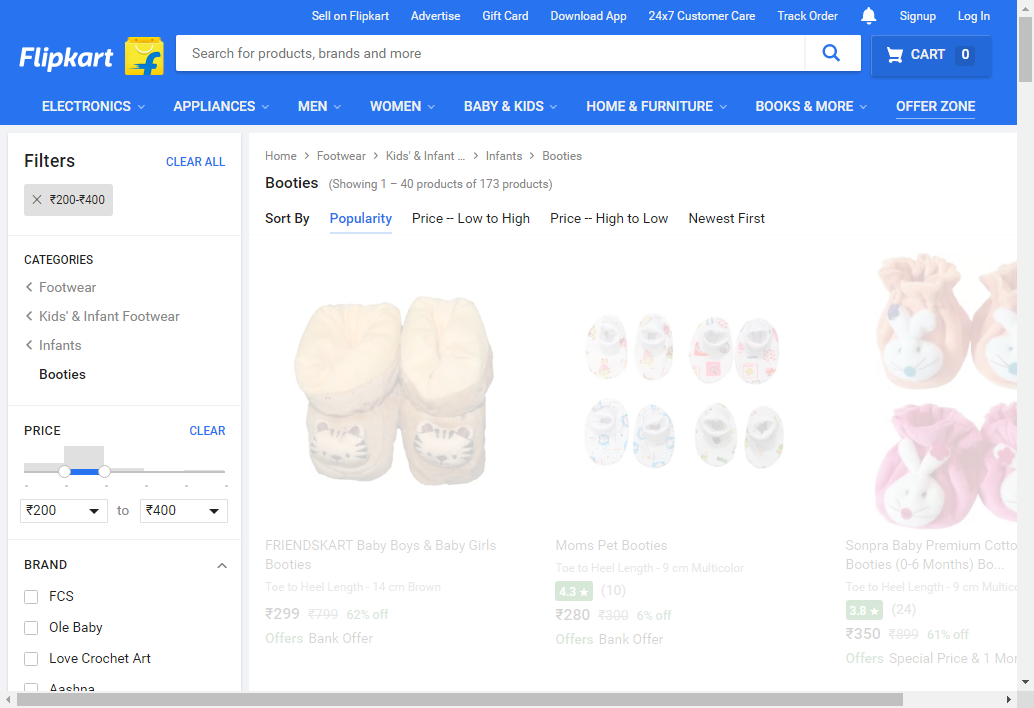 Sell on Flipkart Advertise Gift Card Download App 24x7 Customer Care Track Order Signup Log In
Flipkart Search for products, brands and more CART 0
ELECTRONICS APPLIANCES MEN WOMEN BABY & KIDS HOME & FURNITURE BOOKS & MORE OFFER ZONE
Filters CLEAR ALL
₹200-₹400
CATEGORIES
Footwear
Kids' & Infant Footwear
Infants
Booties
PRICE CLEAR
₹200 to ₹400
BRAND
FCS
Ole Baby
Love Crochet Art
Aashna
Home Footwear Kids' & Infant ... Infants Booties
Booties (Showing 1 – 40 products of 173 products)
Sort By Popularity Price -- Low to High Price -- High to Low Newest First
FRIENDSKART Baby Boys & Baby Girls
Booties
Toe to Heel Length - 14 cm Brown
₹299 ₹799 62% off
Offers Bank Offer
Moms Pet Booties
Toe to Heel Length - 9 cm Multicolor
4.3 ★ (10)
₹280 ₹300 6% off
Offers Bank Offer
Sonpra Baby Premium Cotto
Booties (0-6 Months) Bo...
Toe to Heel Length - 9 cm Multico
3.8 ★ (24)
₹350 ₹899 61% off
Offers Special Price & 1 Mor